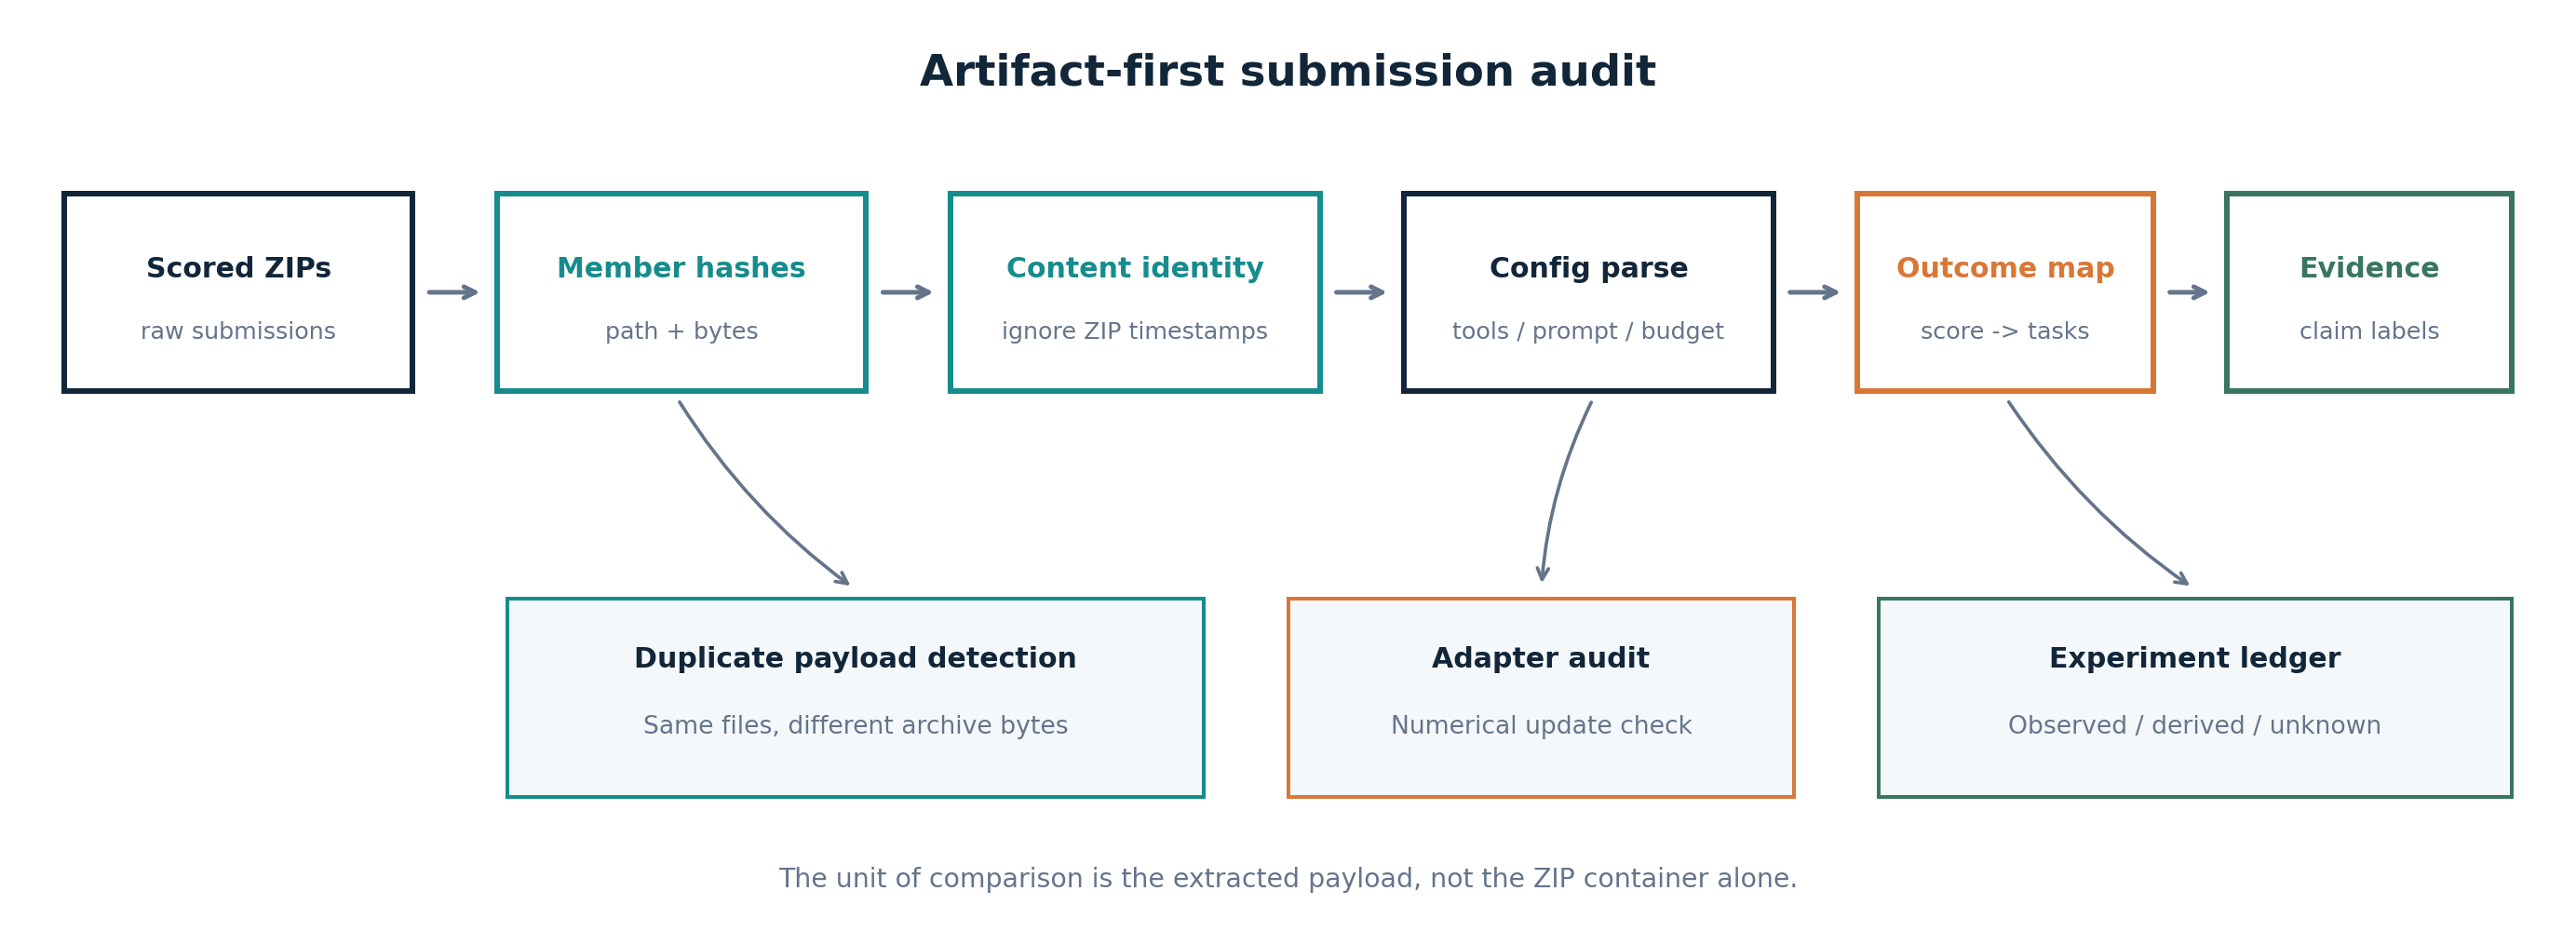 Artifact-first submission audit
Scored ZIPs
raw submissions
Member hashes
path + bytes
Content identity
ignore ZIP timestamps
Config parse
tools / prompt / budget
Outcome map
score -> tasks
Evidence
claim labels
Duplicate payload detection
Same files, different archive bytes
Adapter audit
Numerical update check
Experiment ledger
Observed / derived / unknown
The unit of comparison is the extracted payload, not the ZIP container alone.